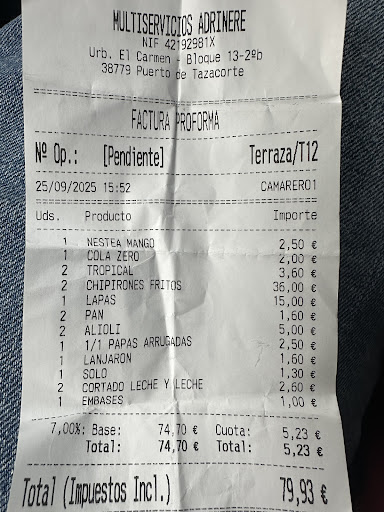 MULTISERVICIOS ADRINERE
NIF 42192981X
Urb. El Carmen - Bloque 13-2ºb
38779 Puerto de Tazacorte
FACTURA PROFORMA
Nº Op.: [Pendiente] Terraza/T12
25/09/2025 15:52 CAMARERO1
Uds. Producto Importe
1 NESTEA MANGO 2,50 €
1 COLA ZERO 2,00 €
2 TROPICAL 3,60 €
2 CHIPIRONES FRITOS 36,00 €
1 LAPAS 15,00 €
2 PAN 1,60 €
2 ALIOLI 5,00 €
1 1/1 PAPAS ARRUGADAS 2,50 €
1 LANJARON 1,60 €
1 SOLO 1,30 €
2 CORTADO LECHE Y LECHE 2,60 €
1 EMBASES 1,00 €
7,00%: Base: 74,70 € Cuota: 5,23 €
Total: 74,70 € Total: 5,23 €
Total (Impuestos Incl.) 79,93 €